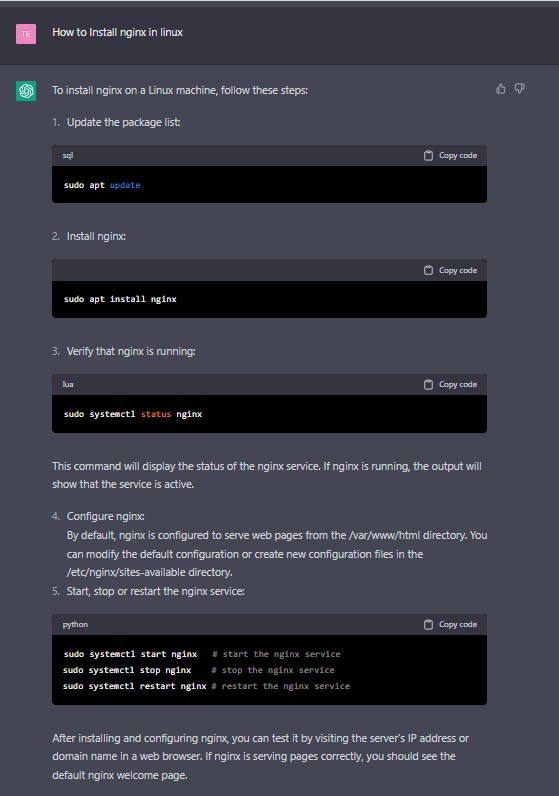 TE
How to Install nginx in linux
To install nginx on a Linux machine, follow these steps:
1. Update the package list:
sql
Copy code
sudo apt update
2. Install nginx:
Copy code
sudo apt install nginx
3. Verify that nginx is running:
lua
Copy code
sudo systemctl status nginx
This command will display the status of the nginx service. If nginx is running, the output will
show that the service is active.
4. Configure nginx:
By default, nginx is configured to serve web pages from the /var/www/html directory. You
can modify the default configuration or create new configuration files in the
/etc/nginx/sites-available directory.
5. Start, stop or restart the nginx service:
python
Copy code
sudo systemctl start nginx # start the nginx service
sudo systemctl stop nginx # stop the nginx service
sudo systemctl restart nginx # restart the nginx service
After installing and configuring nginx, you can test it by visiting the server's IP address or
domain name in a web browser. If nginx is serving pages correctly, you should see the
default nginx welcome page.